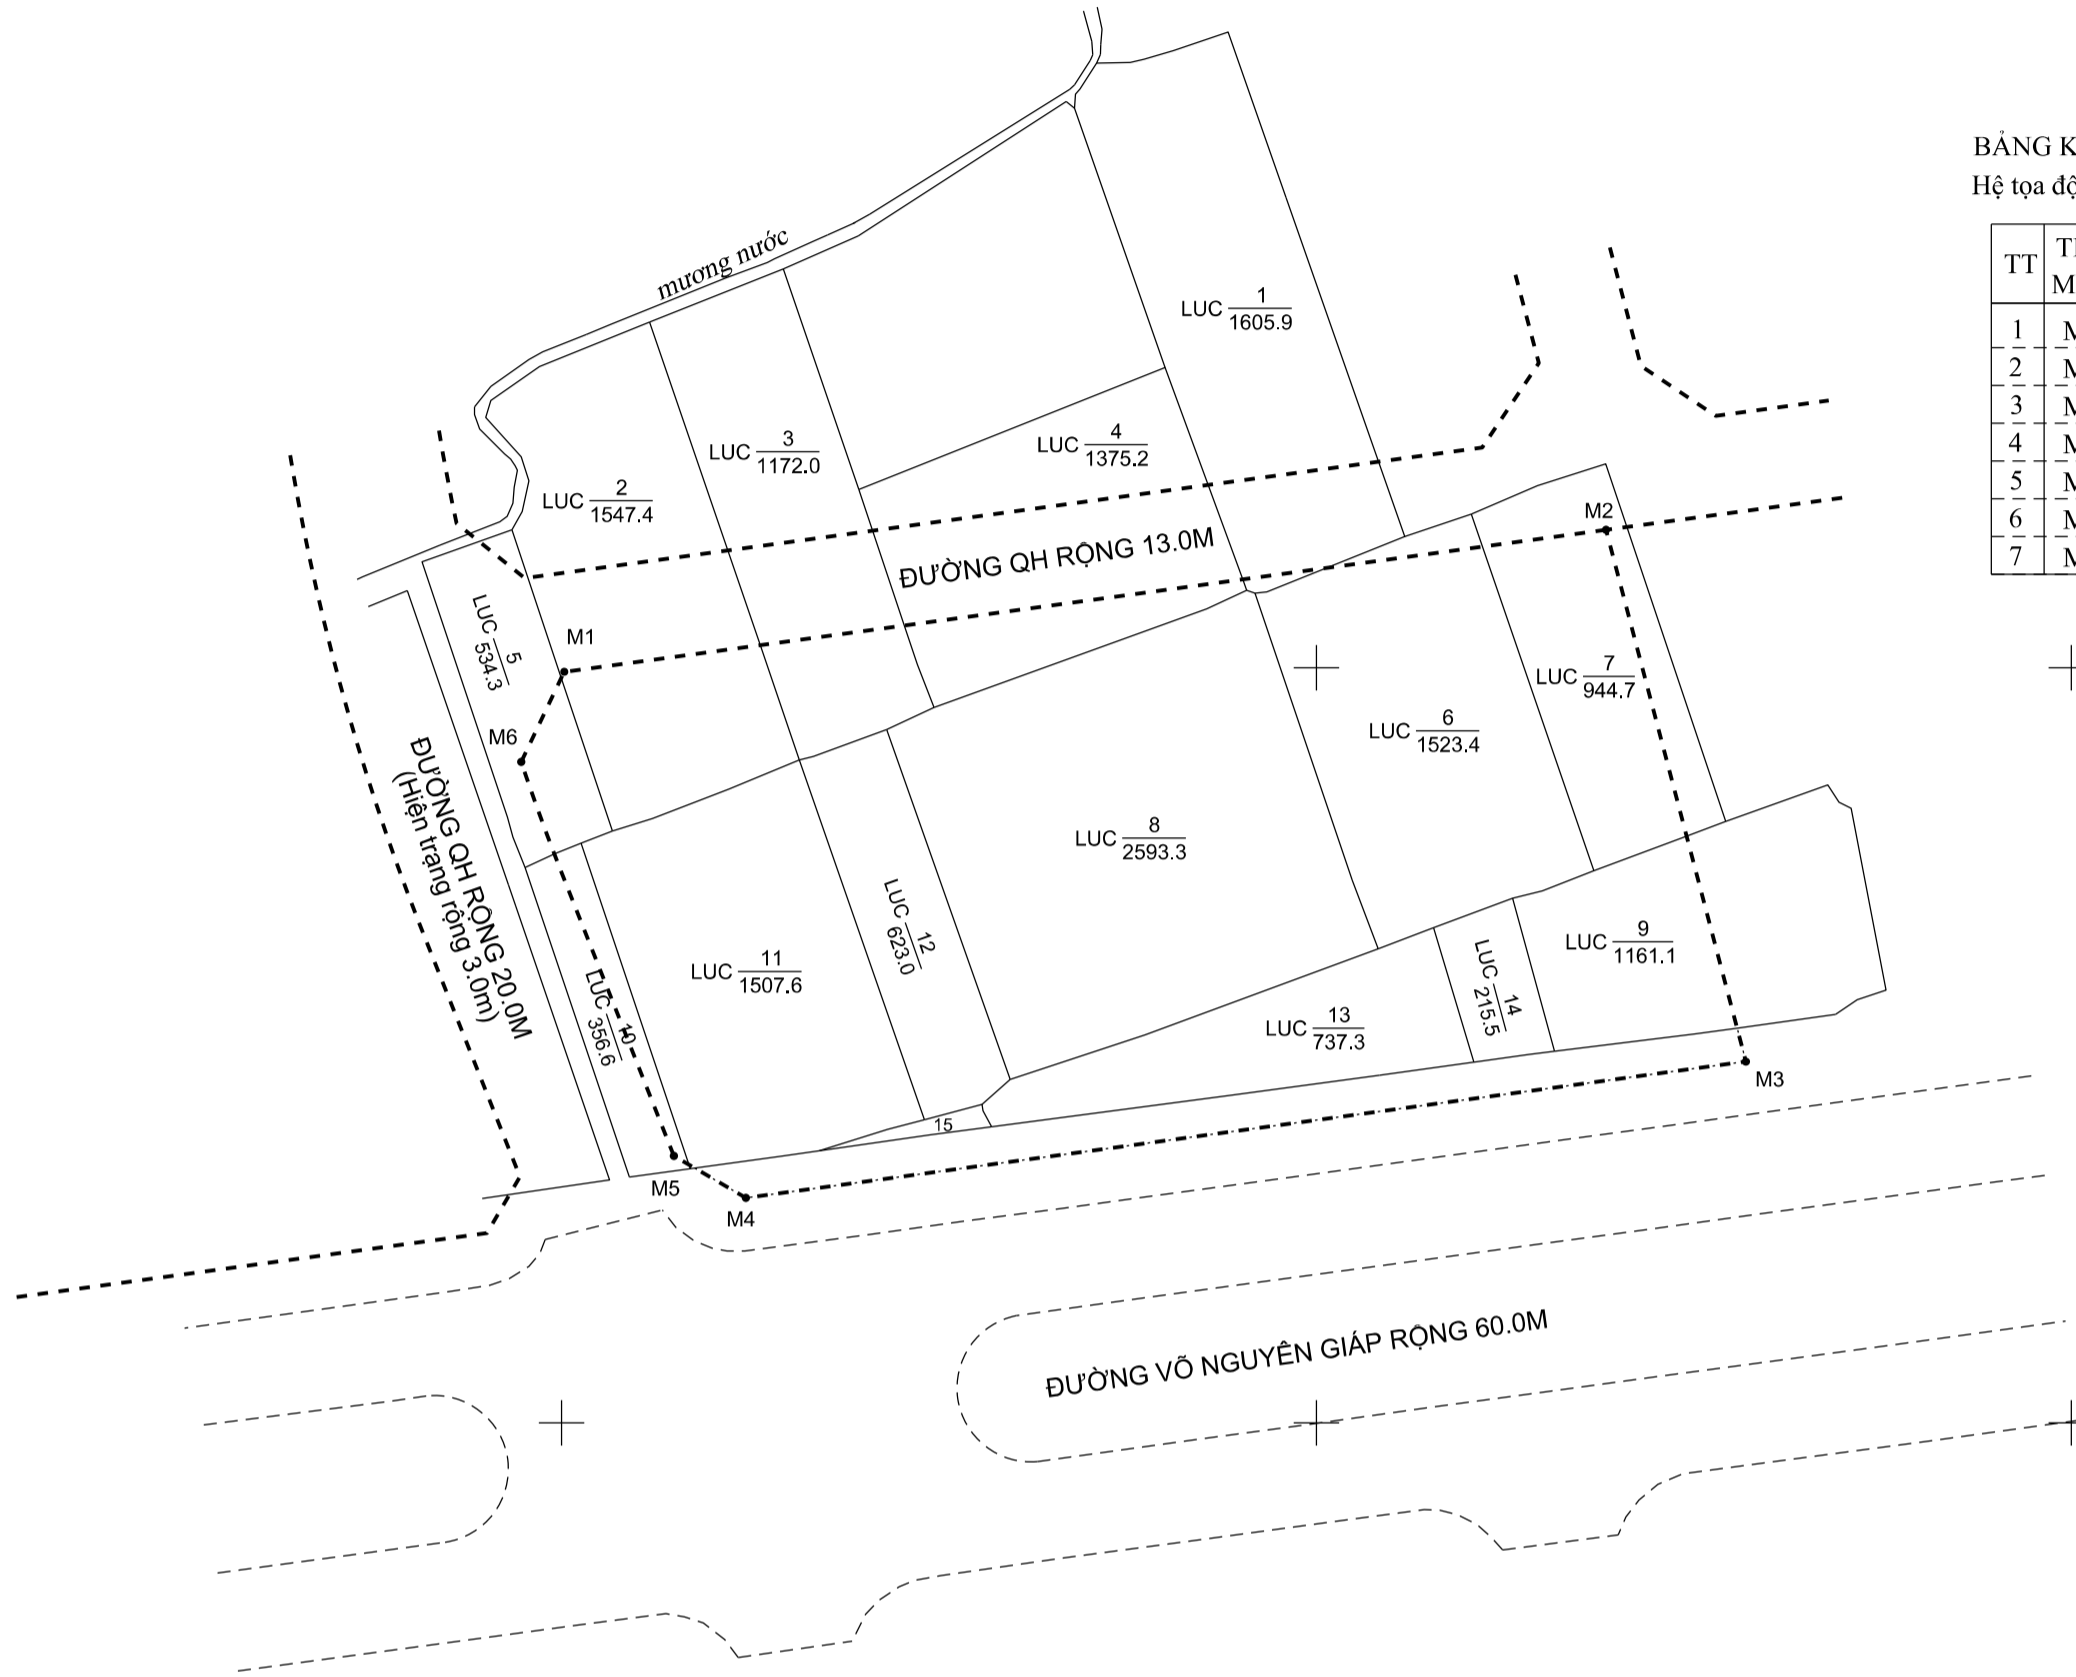 BẢNG K
Hệ tọa độ
TT
1 M
2 M
3 M
4 M
5 M
6 M
7 M
mương nước
LUC 1
1605.9
LUC 4
1375.2
LUC 3
1172.0
LUC 2
1547.4
M2
ĐƯỜNG QH RỘNG 13.0M
M1
LUC 5
534.3
LUC 7
944.7
M6
LUC 6
1523.4
ĐƯỜNG QH RỘNG 20.0M
(Hiện trạng rộng 3.0m)
LUC 8
2593.3
LUC 12
623.0
LUC 9
1161.1
LUC 11
1507.6
LUC 14
215.5
LUC 10
356.6
LUC 13
737.3
M3
15
M5
M4
ĐƯỜNG VÕ NGUYÊN GIÁP RỘNG 60.0M